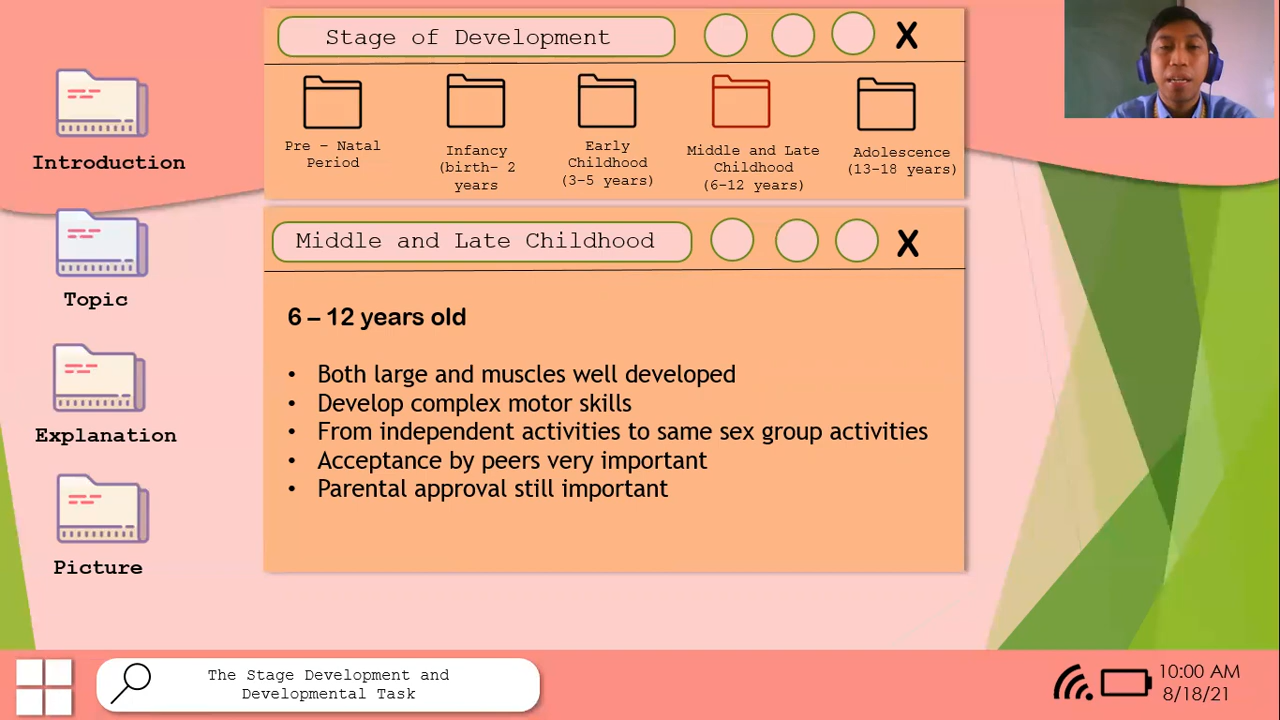 Stage of Development
X
Pre – Natal
Period
Infancy
(birth- 2
years
Early
Childhood
(3-5 years)
Middle and Late
Childhood
(6-12 years)
Adolescence
(13-18 years)
Introduction
Topic
Explanation
Picture
Middle and Late Childhood
X
6 – 12 years old
• Both large and muscles well developed
• Develop complex motor skills
• From independent activities to same sex group activities
• Acceptance by peers very important
• Parental approval still important
The Stage Development and
Developmental Task
10:00 AM
8/18/21